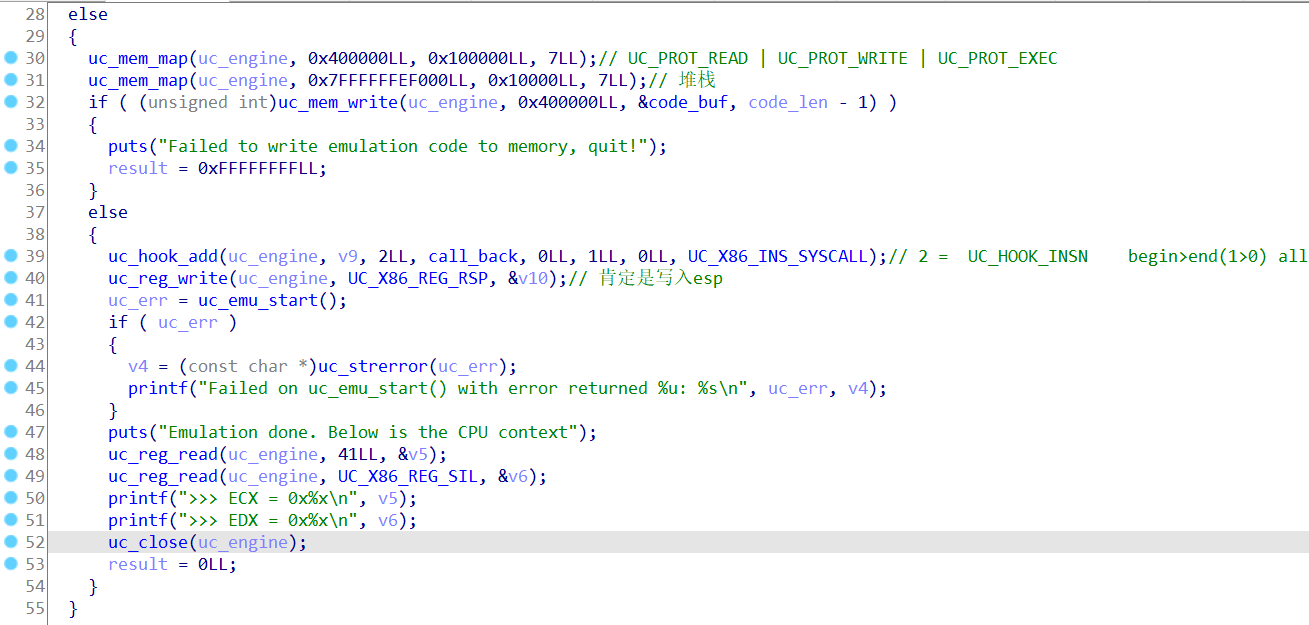 28 else
29 {
30 uc_mem_map(uc_engine, 0x400000LL, 0x100000LL, 7LL);// UC_PROT_READ | UC_PROT_WRITE | UC_PROT_EXEC
31 uc_mem_map(uc_engine, 0x7FFFFFFEF000LL, 0x10000LL, 7LL);// 堆栈
32 if ( (unsigned int)uc_mem_write(uc_engine, 0x400000LL, &code_buf, code_len - 1) )
33 {
34 puts("Failed to write emulation code to memory, quit!");
35 result = 0xFFFFFFFFLL;
36 }
37 else
38 {
39 uc_hook_add(uc_engine, v9, 2LL, call_back, 0LL, 1LL, 0LL, UC_X86_INS_SYSCALL);// 2 = UC_HOOK_INSN begin>end(1>0) all
40 uc_reg_write(uc_engine, UC_X86_REG_RSP, &v10);// 肯定是写入esp
41 uc_err = uc_emu_start();
42 if ( uc_err )
43 {
44 v4 = (const char *)uc_strerror(uc_err);
45 printf("Failed on uc_emu_start() with error returned %u: %s\n", uc_err, v4);
46 }
47 puts("Emulation done. Below is the CPU context");
48 uc_reg_read(uc_engine, 41LL, &v5);
49 uc_reg_read(uc_engine, UC_X86_REG_SIL, &v6);
50 printf(">>> ECX = 0x%x\n", v5);
51 printf(">>> EDX = 0x%x\n", v6);
52 uc_close(uc_engine);
53 result = 0LL;
54 }
55 }